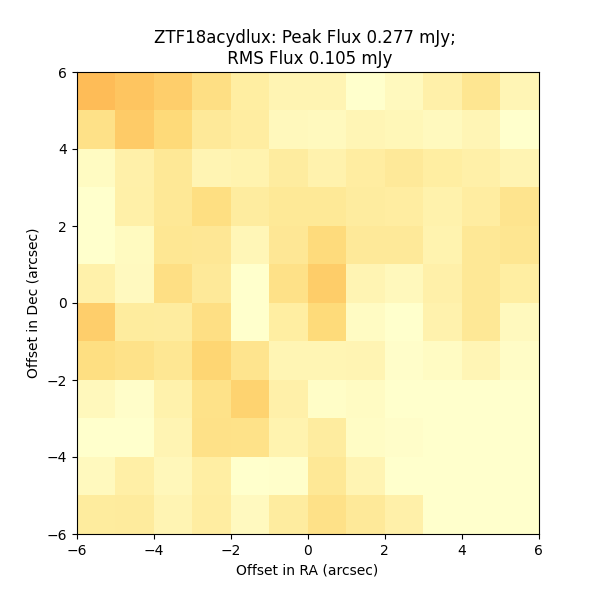 ZTF18acydlux: Peak Flux 0.277 mJy;
RMS Flux 0.105 mJy
6
4
2
0
−2
−4
−6
Offset in Dec (arcsec)
−6 −4 −2 0 2 4 6
Offset in RA (arcsec)